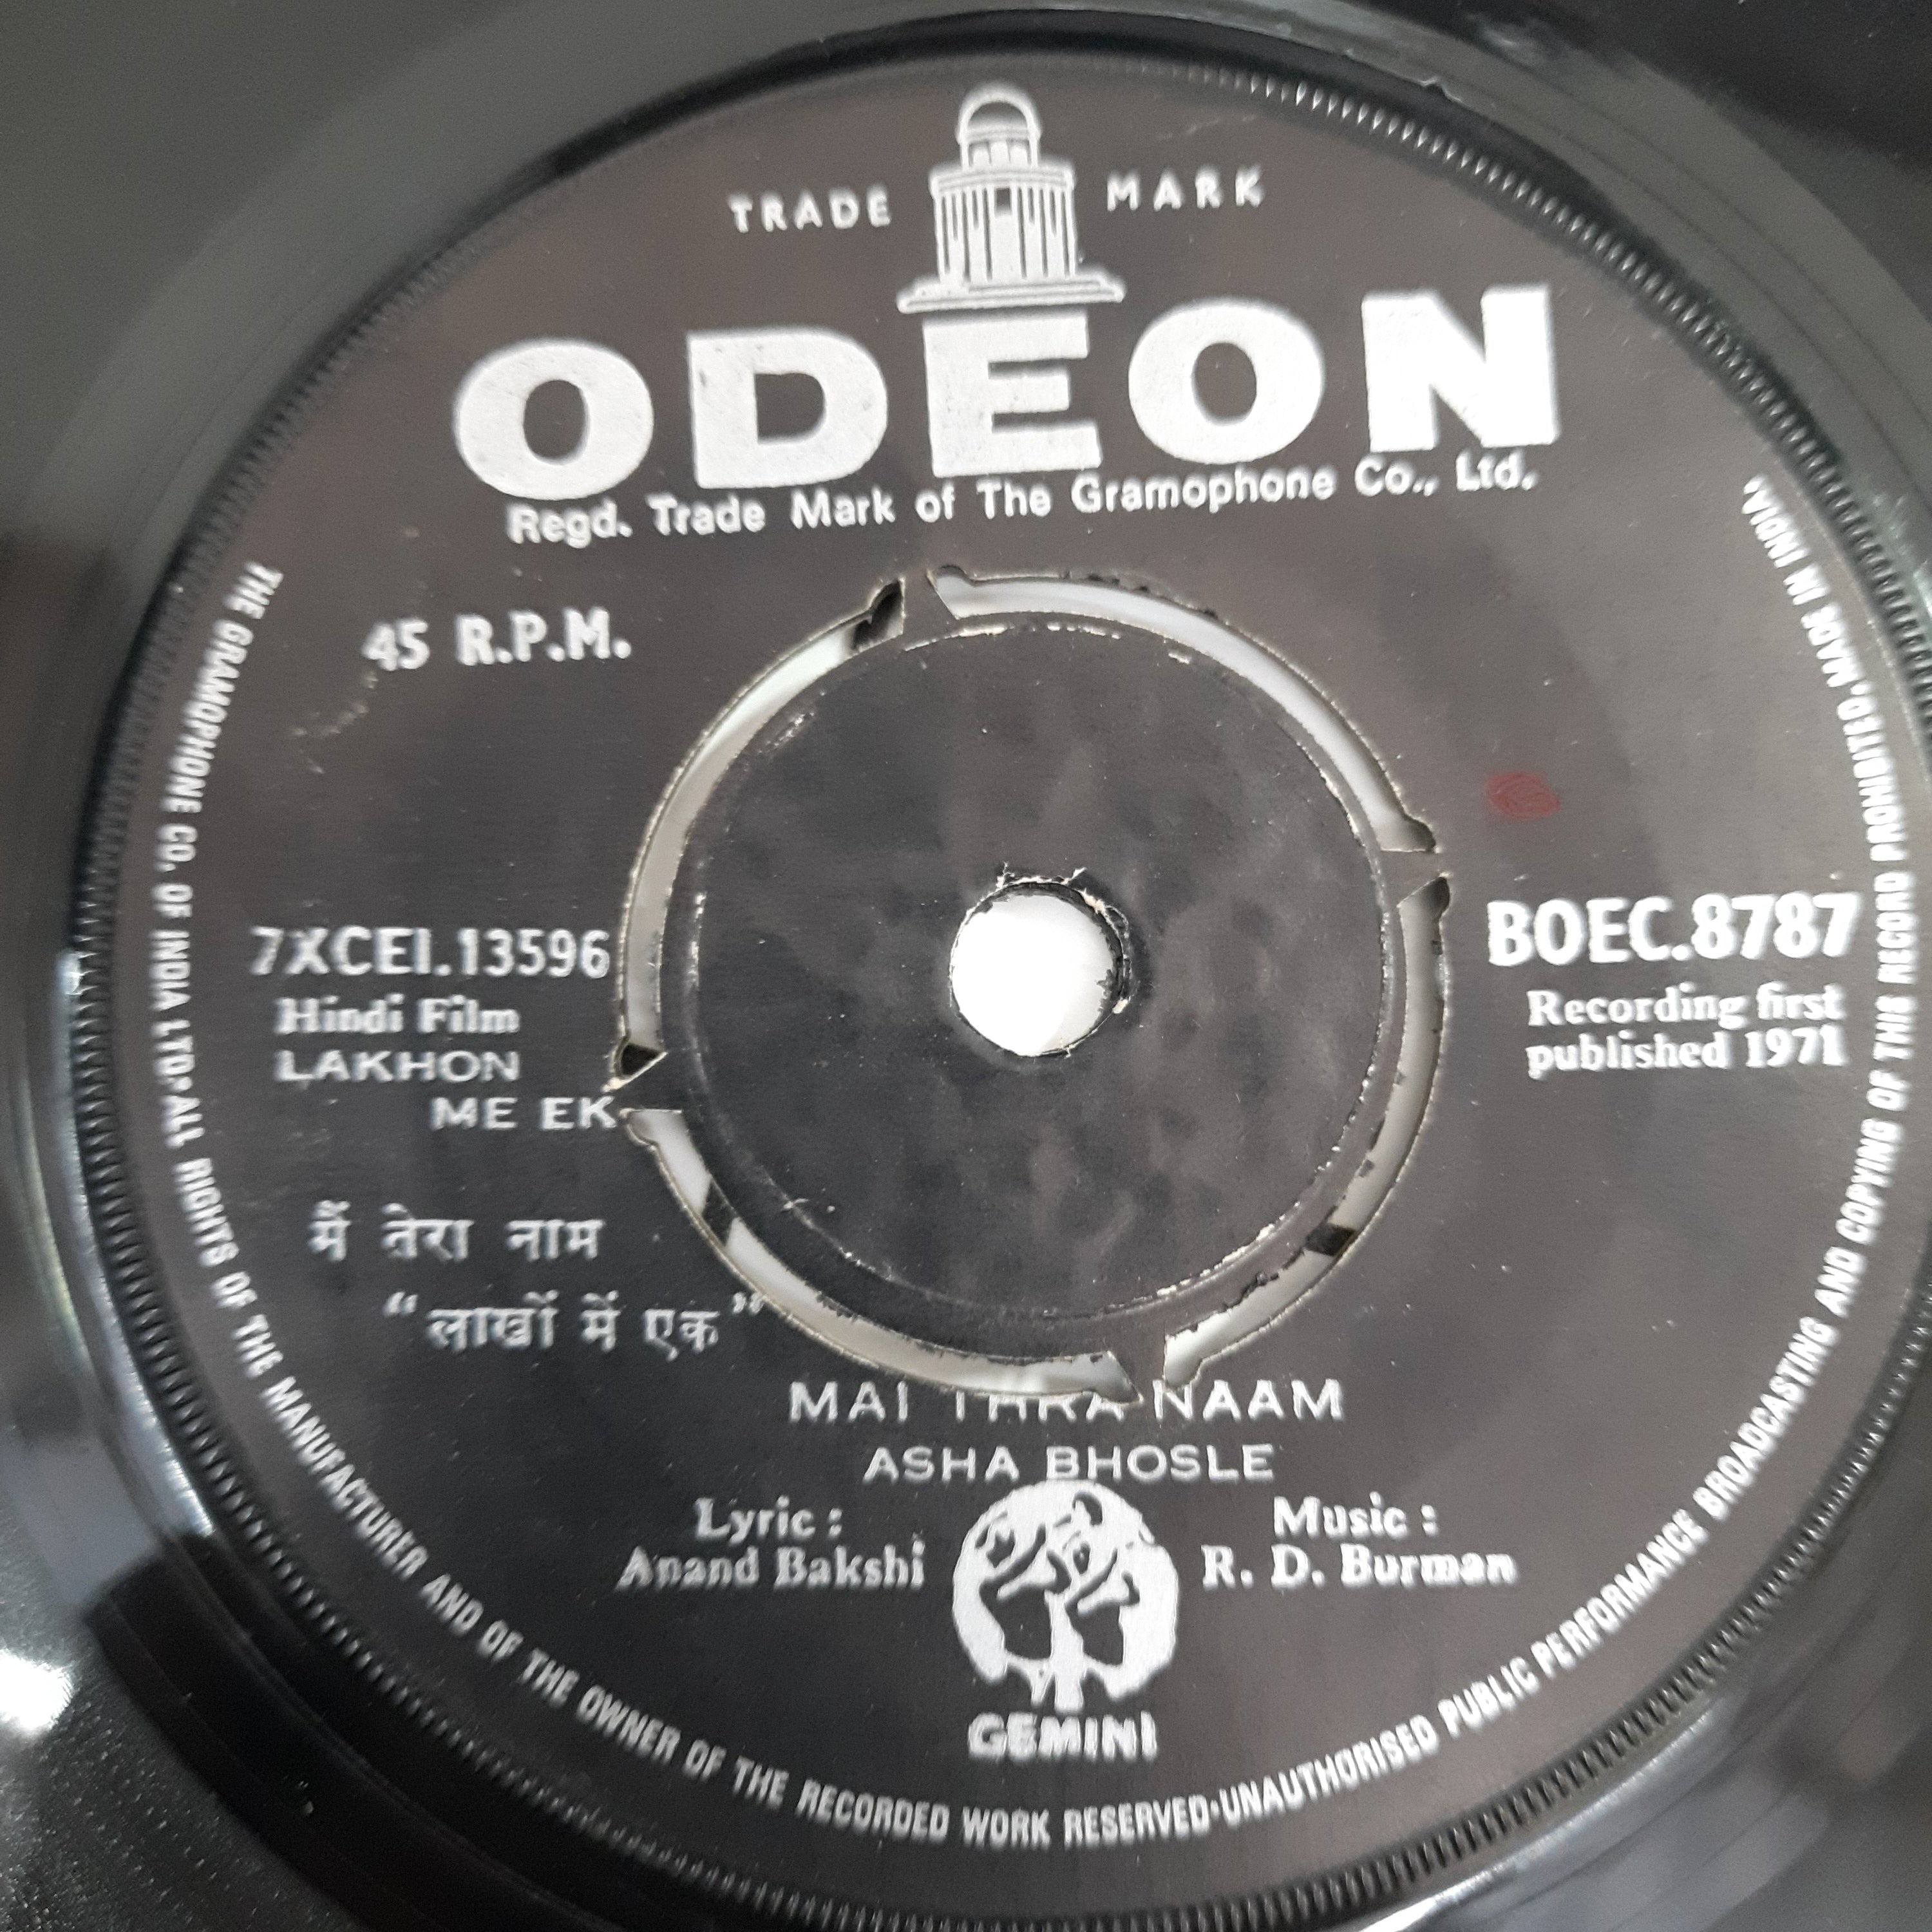 TRADE MARK
ODEON
Regd. Trade Mark of The Gramophone Co., Ltd.
45 R.P.M.
7XCEI.13596
Hindi Film
LAKHON
ME EK
BOEC.8787
Recording first
published 1971
मैं तेरा नाम
“लाखों में एक”
MAI TERA NAAM
ASHA BHOSLE
Lyric :
Anand Bakshi
Music :
R. D. Burman
GEMINI
THE GRAMOPHONE CO. OF INDIA LTD. ALL RIGHTS OF THE MANUFACTURER AND OF THE OWNER OF THE RECORDED WORK RESERVED·UNAUTHORISED PUBLIC PERFORMANCE BROADCASTING AND COPYING OF THIS RECORD PROHIBITED. MADE IN INDIA.